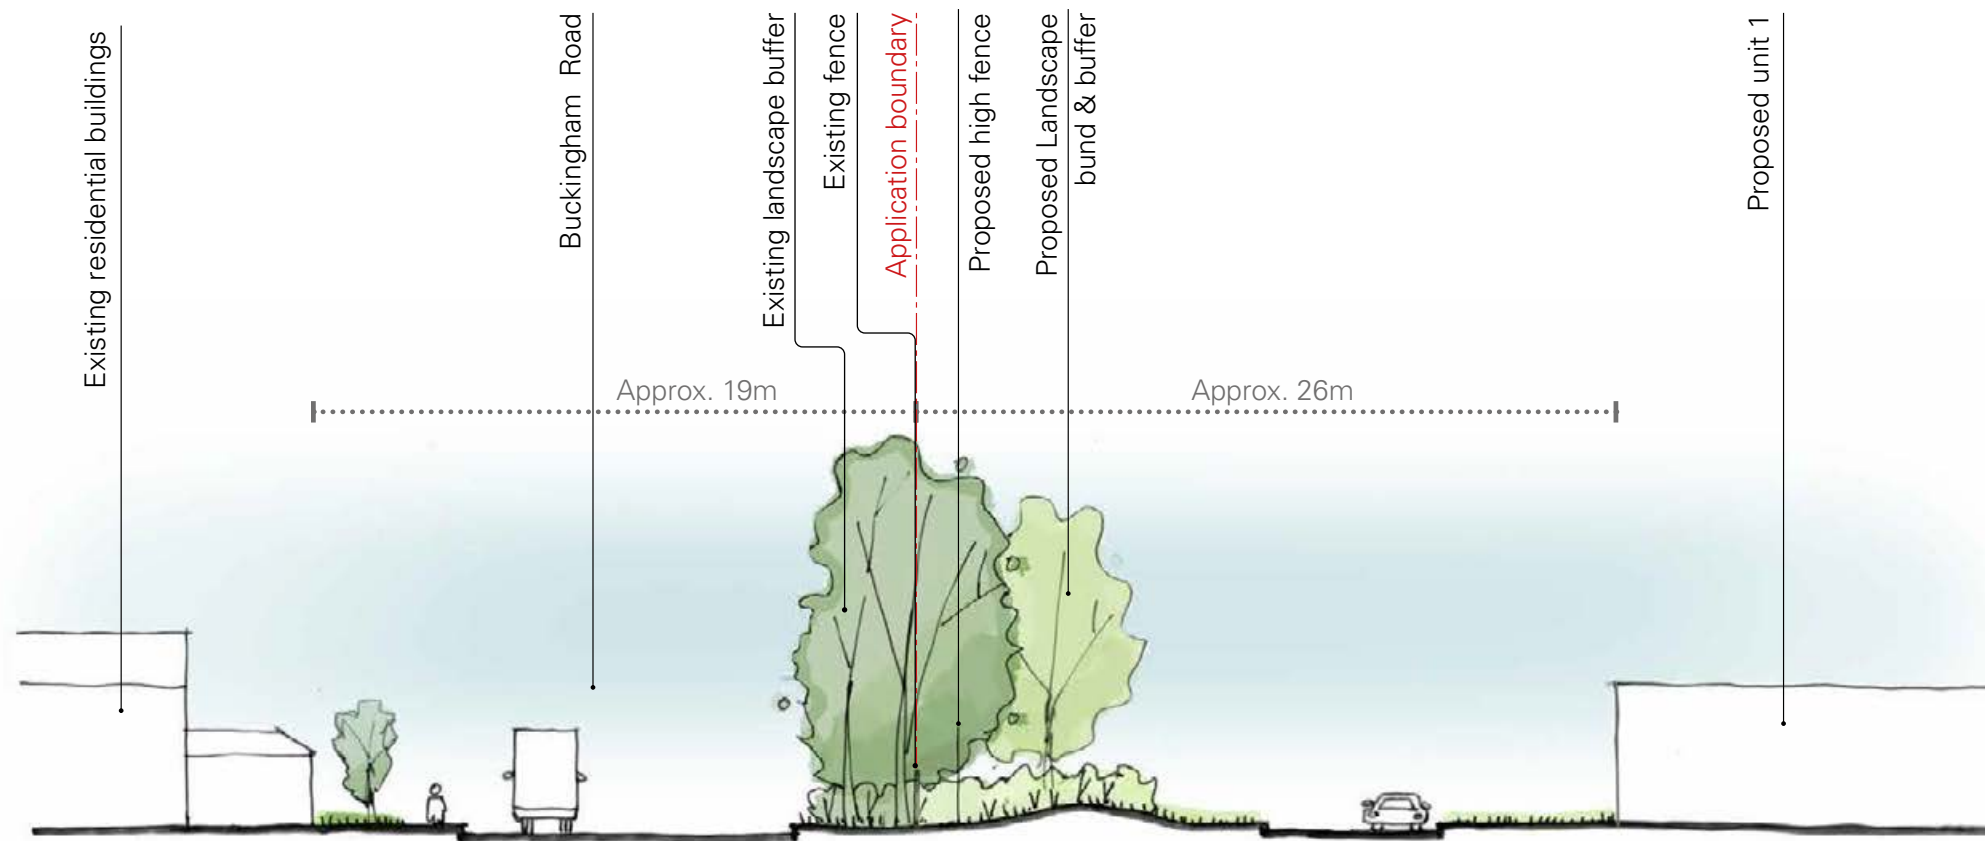 Existing residential buildings
Buckingham Road
Existing landscape buffer
Existing fence
Application boundary
Proposed high fence
Proposed Landscape
bund & buffer
Proposed unit 1
Approx. 19m
Approx. 26m